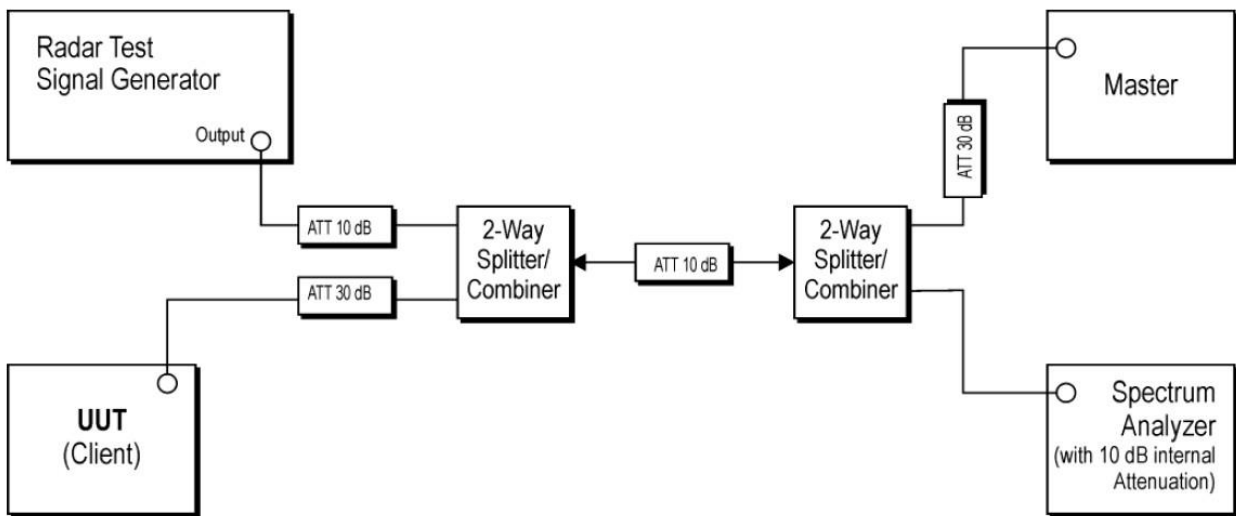 Radar Test
Signal Generator
Output
ATT 10 dB
ATT 30 dB
UUT
(Client)
2-Way
Splitter/
Combiner
ATT 10 dB
2-Way
Splitter/
Combiner
ATT 30 dB
Master
Spectrum
Analyzer
(with 10 dB internal
Attenuation)